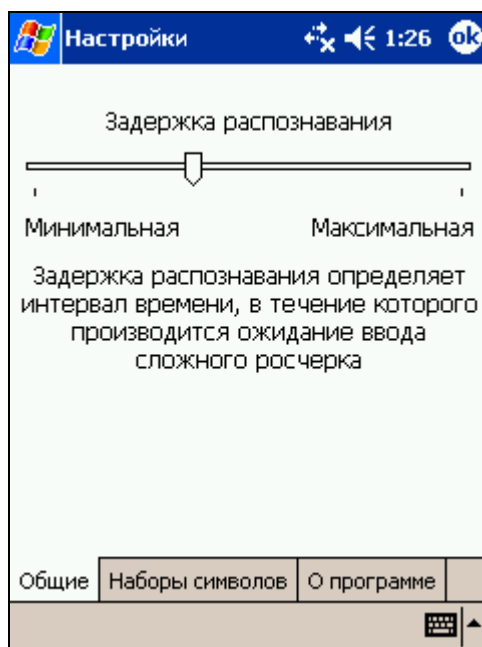 Настройки 1:26 ok
Задержка распознавания
Минимальная Максимальная
Задержка распознавания определяет
интервал времени, в течение которого
производится ожидание ввода
сложного росчерка
Общие Наборы символов О программе